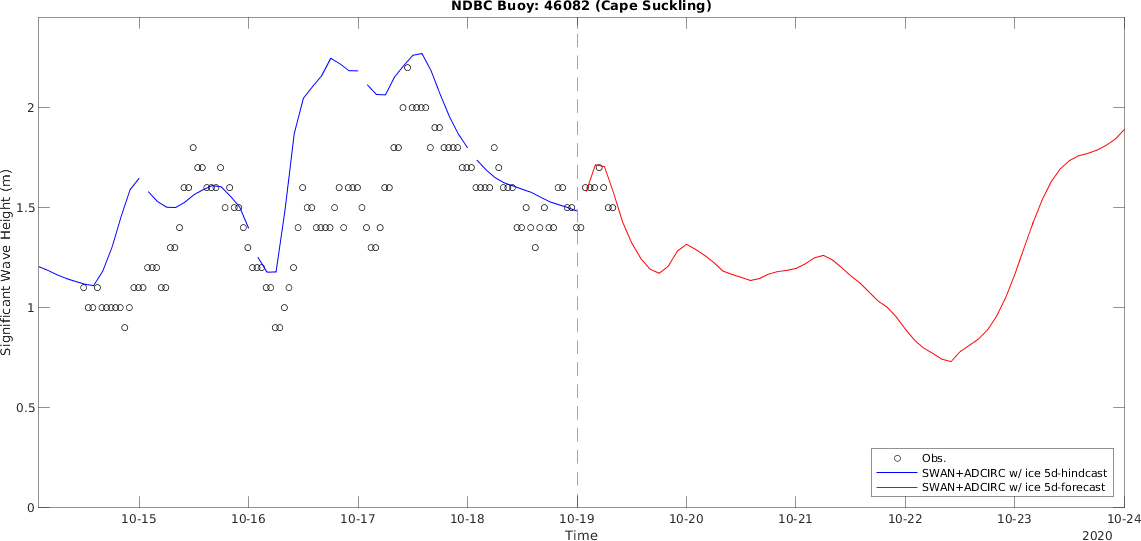 NDBC Buoy: 46082 (Cape Suckling)
Significant Wave Height (m)
2
1.5
1
0.5
0
Obs.
SWAN+ADCIRC w/ ice 5d-hindcast
SWAN+ADCIRC w/ ice 5d-forecast
10-15 10-16 10-17 10-18 10-19 10-20 10-21 10-22 10-23 10-24
Time
2020